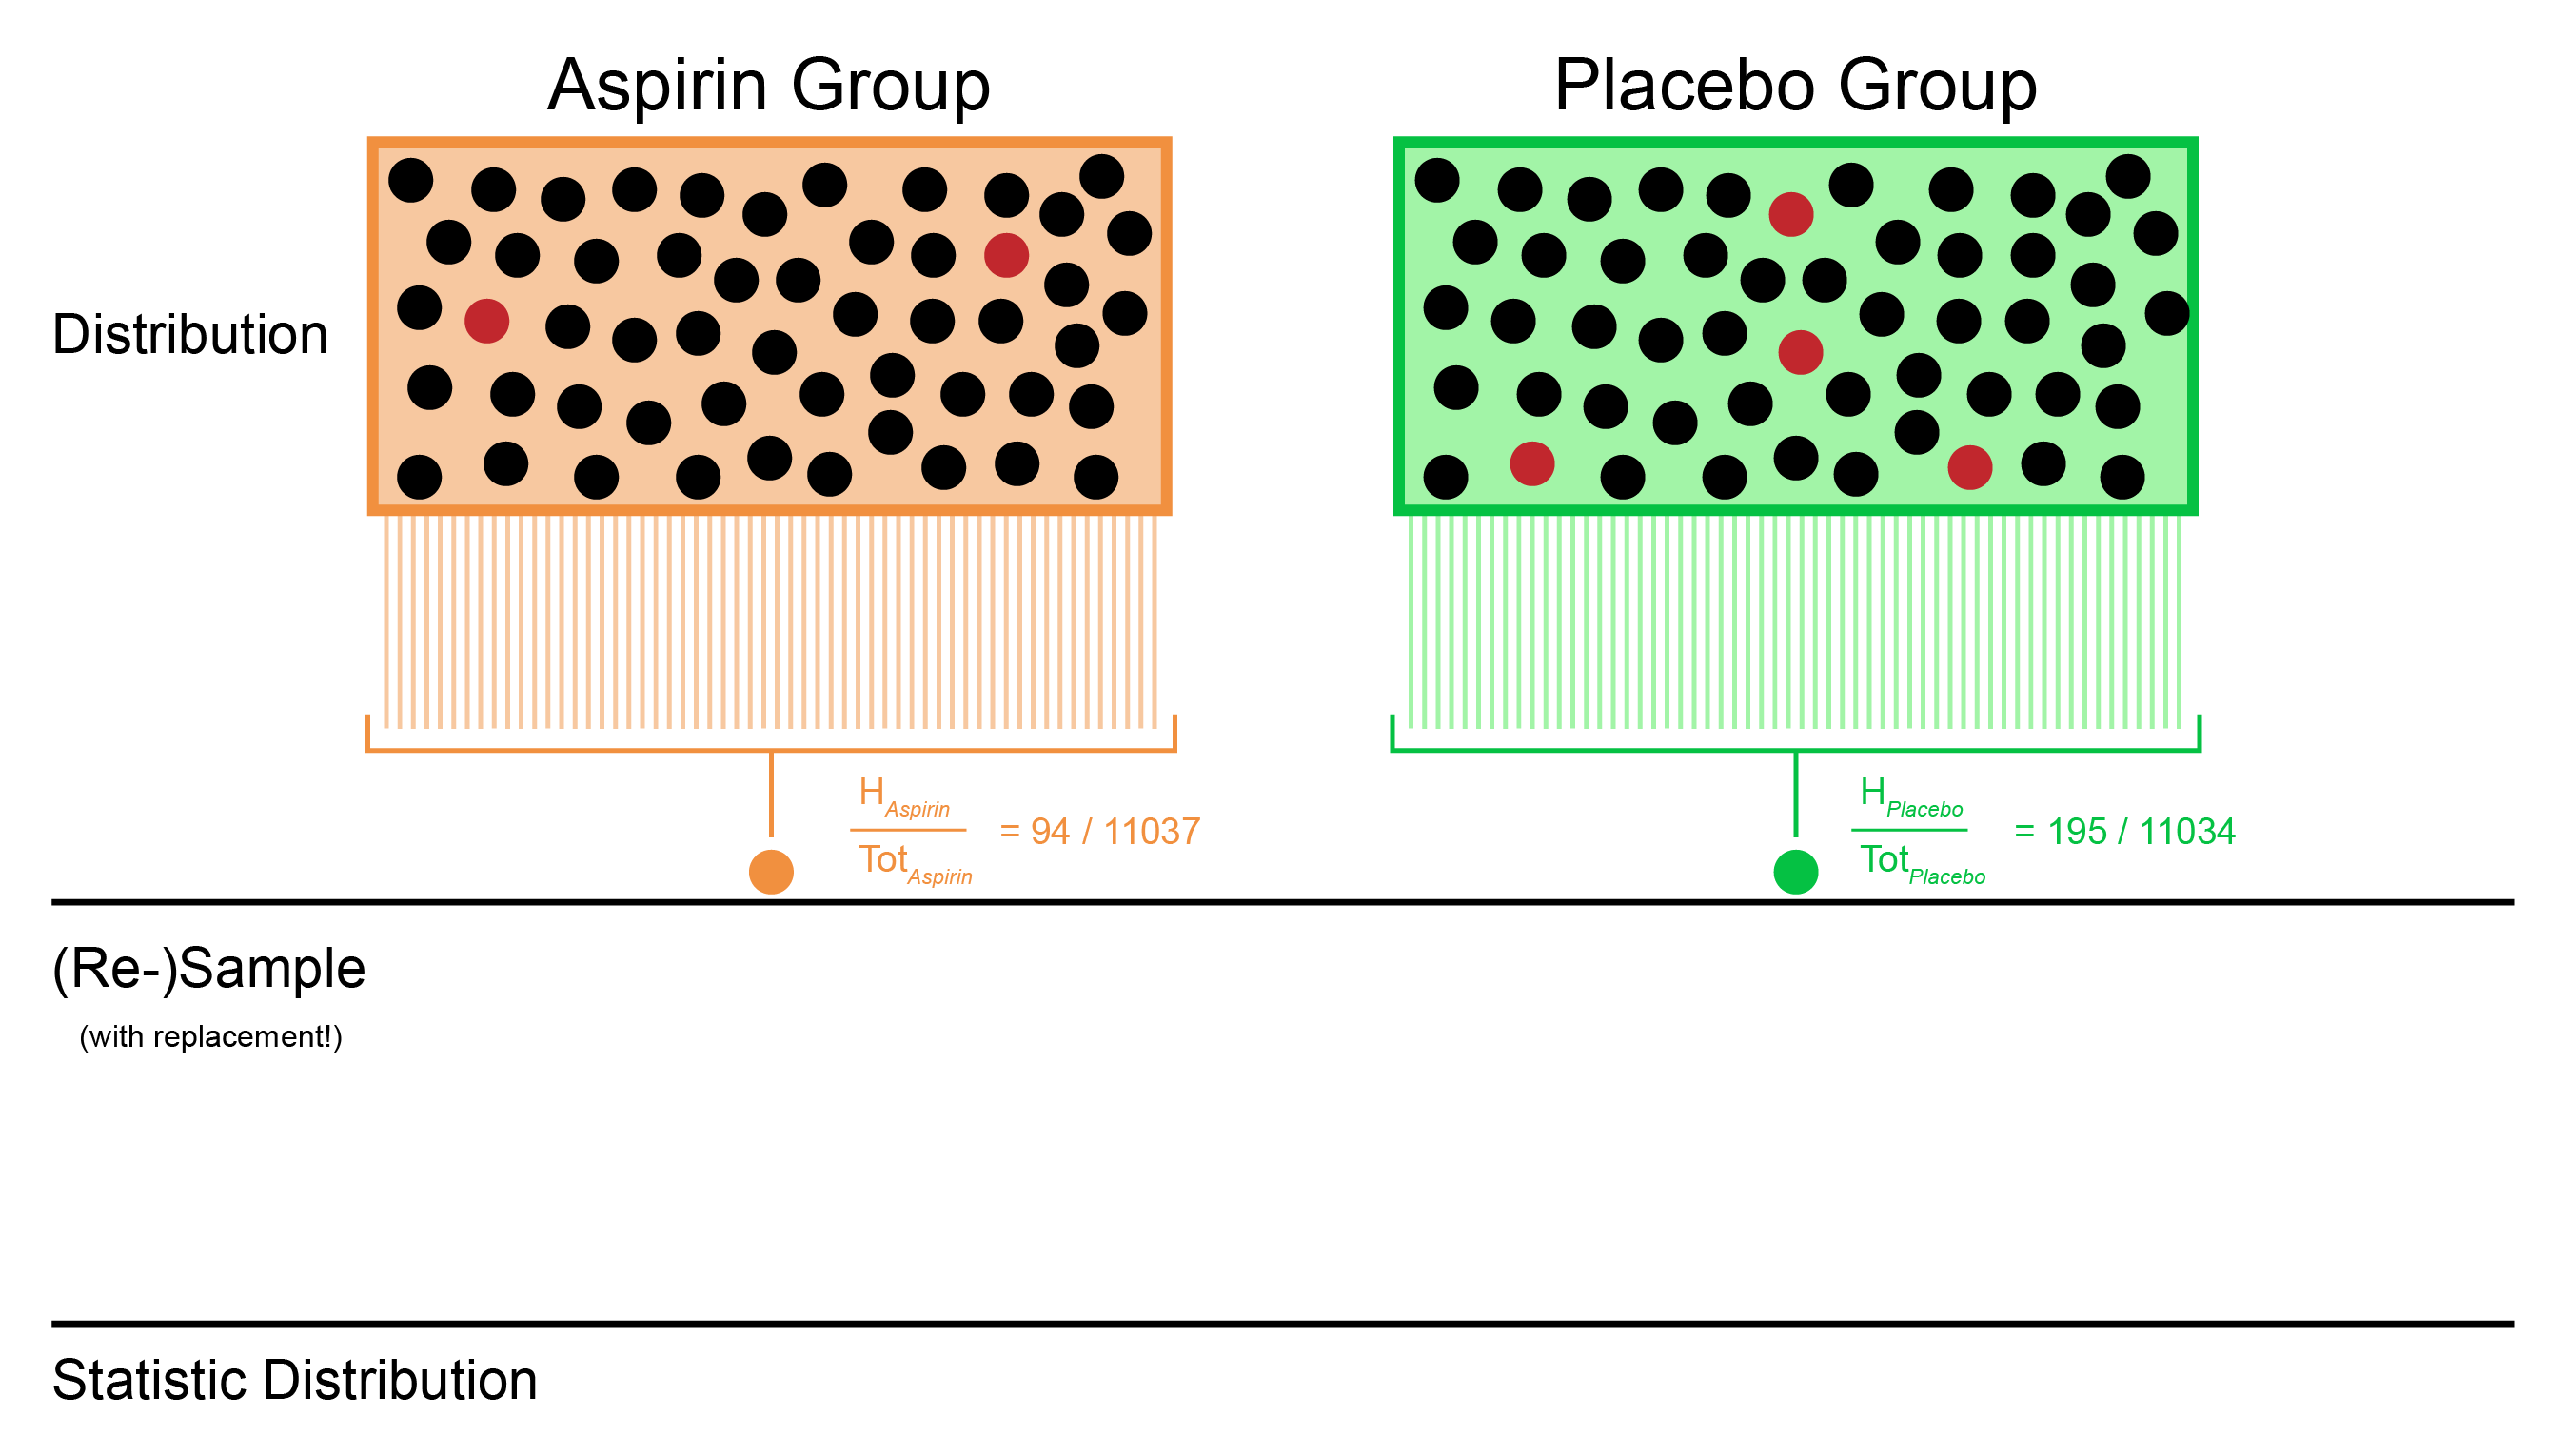 Aspirin Group
Placebo Group
Distribution
H Aspirin
Tot Aspirin
= 94 / 11037
H Placebo
Tot Placebo
= 195 / 11034
(Re-)Sample
(with replacement!)
Statistic Distribution